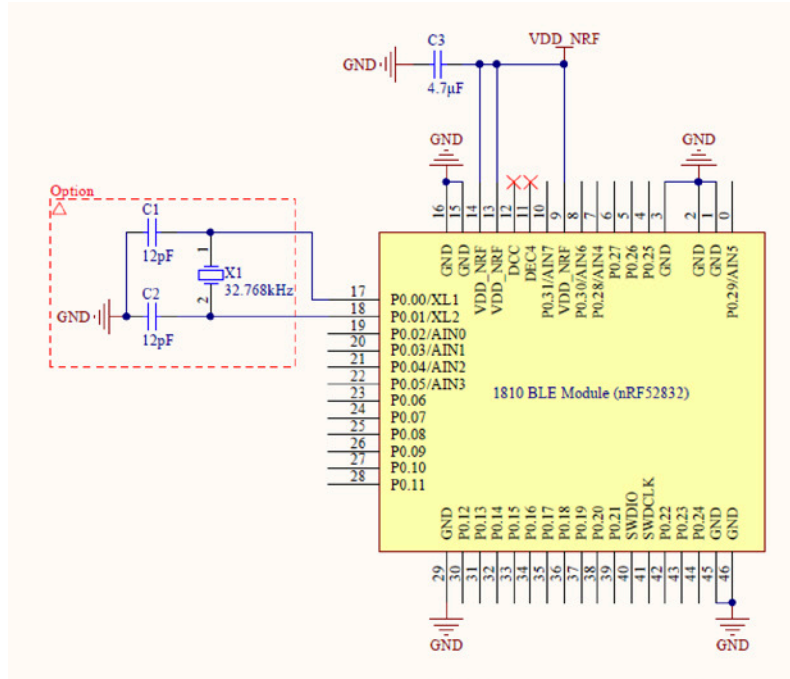 C3
VDD_NRF
GND
4.7µF
GND
GND
Option
C1
12pF
1
X1
32.768kHz
2
C2
GND
12pF
16
15
14
13
12
11
10
9
8
7
6
5
4
3
2
1
0
GND
GND
VDD_NRF
VDD_NRF
DCC
DEC4
P0.31/AIN7
VDD_NRF
P0.30/AIN6
P0.28/AIN4
P0.27
P0.26
P0.25
GND
GND
GND
P0.29/AIN5
17 P0.00/XL1
18 P0.01/XL2
19 P0.02/AIN0
20 P0.03/AIN1
21 P0.04/AIN2
22 P0.05/AIN3
23 P0.06
24 P0.07
25 P0.08
26 P0.09
27 P0.10
28 P0.11
1810 BLE Module (nRF52832)
GND
P0.12
P0.13
P0.14
P0.15
P0.16
P0.17
P0.18
P0.19
P0.20
P0.21
SWDIO
SWDCLK
P0.22
P0.23
P0.24
GND
GND
29
30
31
32
33
34
35
36
37
38
39
40
41
42
43
44
45
46
GND
GND